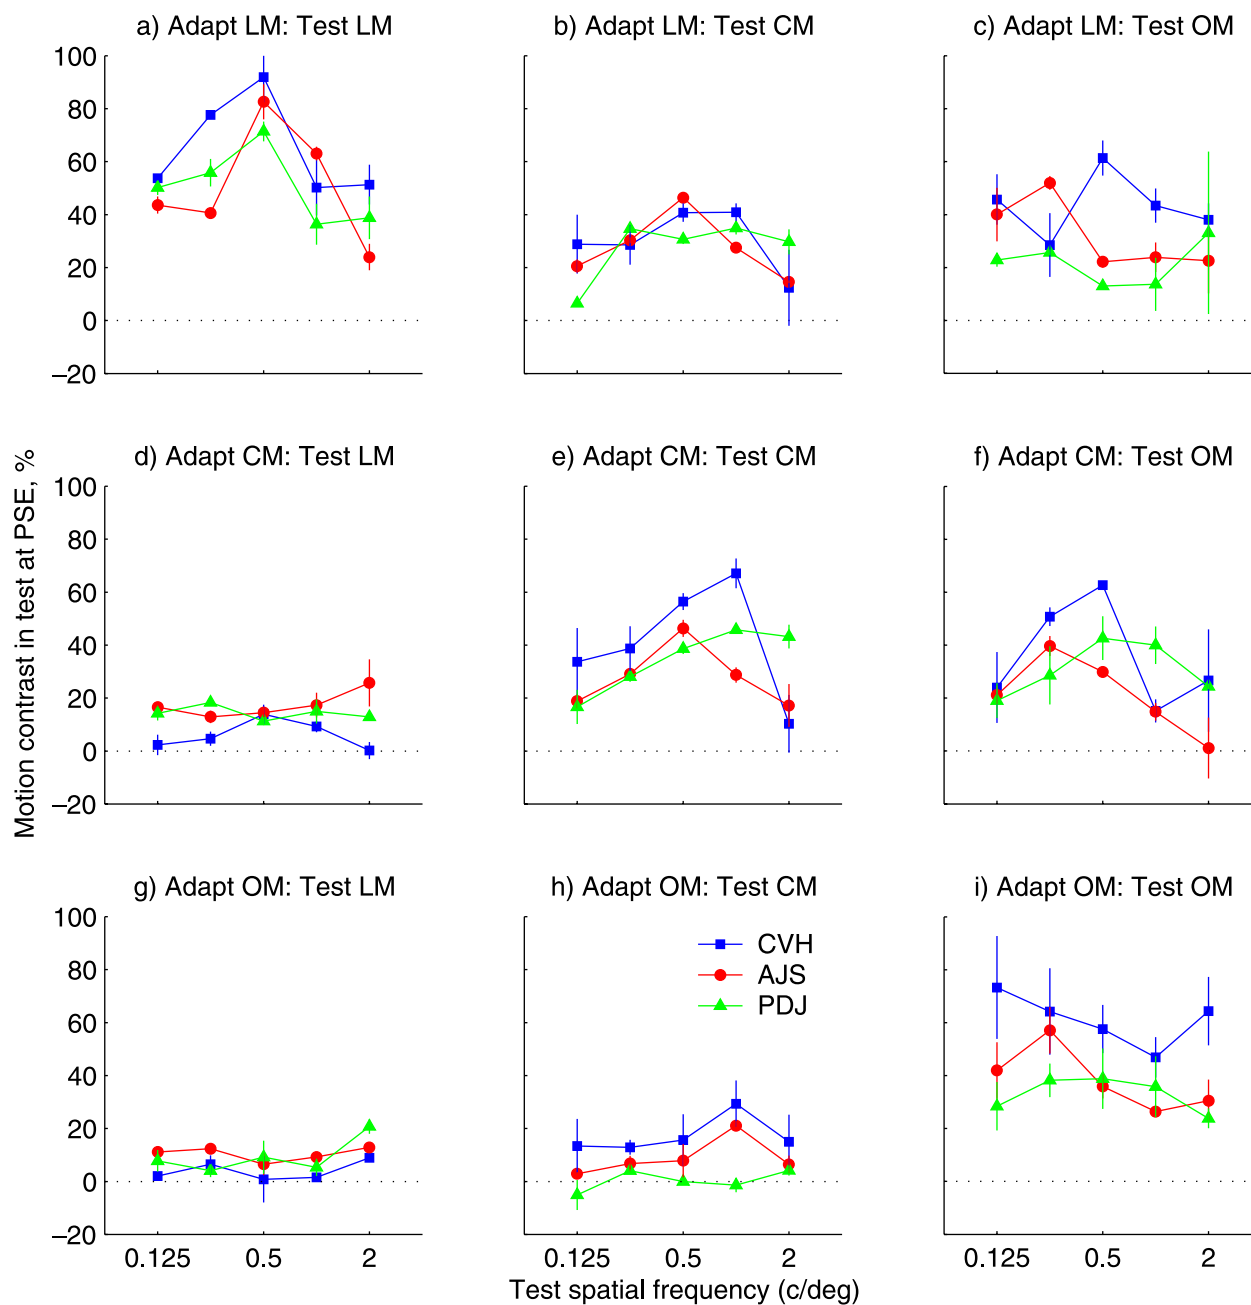 a) Adapt LM: Test LM
b) Adapt LM: Test CM
c) Adapt LM: Test OM
100
80
60
40
20
0
−20
d) Adapt CM: Test LM
e) Adapt CM: Test CM
f) Adapt CM: Test OM
Motion contrast in test at PSE, %
100
80
60
40
20
0
−20
g) Adapt OM: Test LM
h) Adapt OM: Test CM
i) Adapt OM: Test OM
100
80
60
40
20
0
−20
CVH
AJS
PDJ
0.125 0.5 2
0.125 0.5 2
0.125 0.5 2
Test spatial frequency (c/deg)